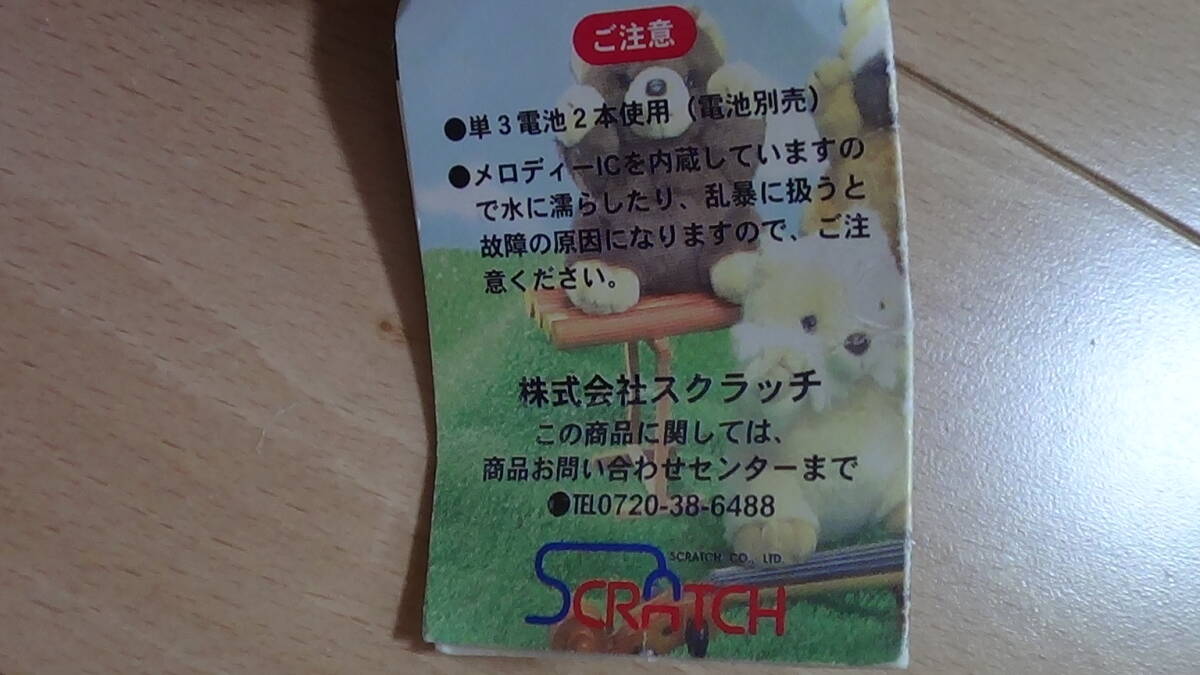 ご注意
●単3電池2本使用（電池別売）
●メロディーICを内蔵していますの
で水に濡らしたり、乱暴に扱うと
故障の原因になりますので、ご注
意ください。
株式会社スクラッチ
この商品に関しては、
商品お問い合わせセンターまで
●TEL0720-38-6488
SCRATCH CO., LTD.
SCRATCH